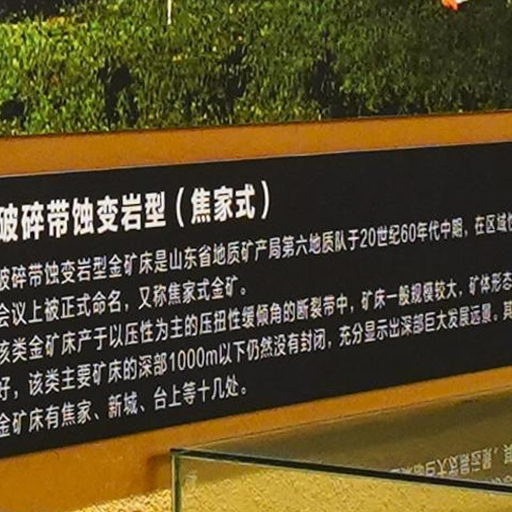 破碎带蚀变岩型（焦家式）
破碎带蚀变岩型金矿床是山东省地质矿产局第六地质队于20世纪60年代中期，在区域性
会议上被正式命名，又称焦家式金矿。
该类金矿床产于以压性为主的压扭性缓倾角的断裂带中，矿床一般规模较大，矿体形态
好，该类主要矿床的深部1000m以下仍然没有封闭，充分显示出深部巨大发展远景。其
金矿床有焦家、新城、台上等十几处。